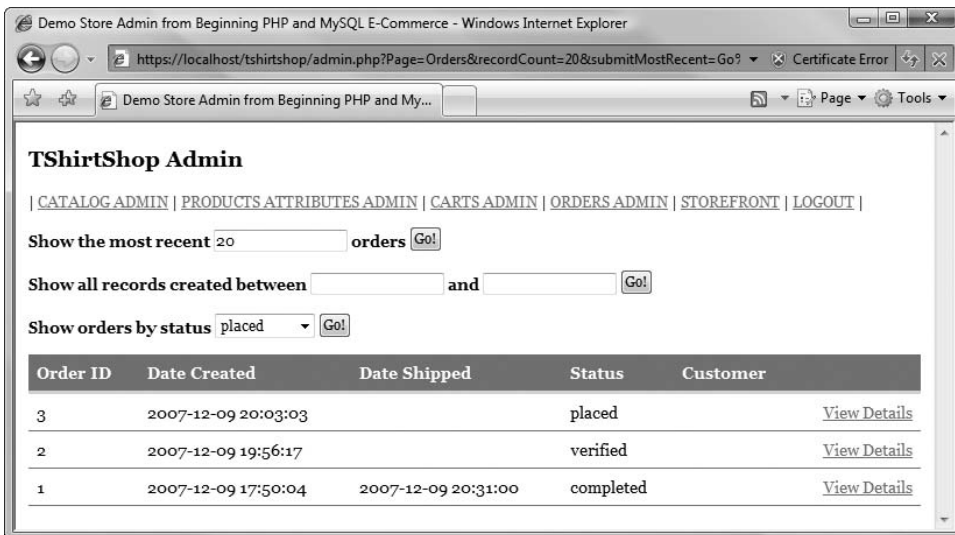 Demo Store Admin from Beginning PHP and MySQL E-Commerce - Windows Internet Explorer
https://localhost/tshirtshop/admin.php?Page=Orders&recordCount=20&submitMostRecent=Go% Certificate Error
Demo Store Admin from Beginning PHP and My... Page Tools
TShirtShop Admin
| CATALOG ADMIN | PRODUCTS ATTRIBUTES ADMIN | CARTS ADMIN | ORDERS ADMIN | STOREFRONT | LOGOUT |
Show the most recent 20 orders Go!
Show all records created between and Go!
Show orders by status placed Go!
Order ID Date Created Date Shipped Status Customer
3 2007-12-09 20:03:03 placed View Details
2 2007-12-09 19:56:17 verified View Details
1 2007-12-09 17:50:04 2007-12-09 20:31:00 completed View Details